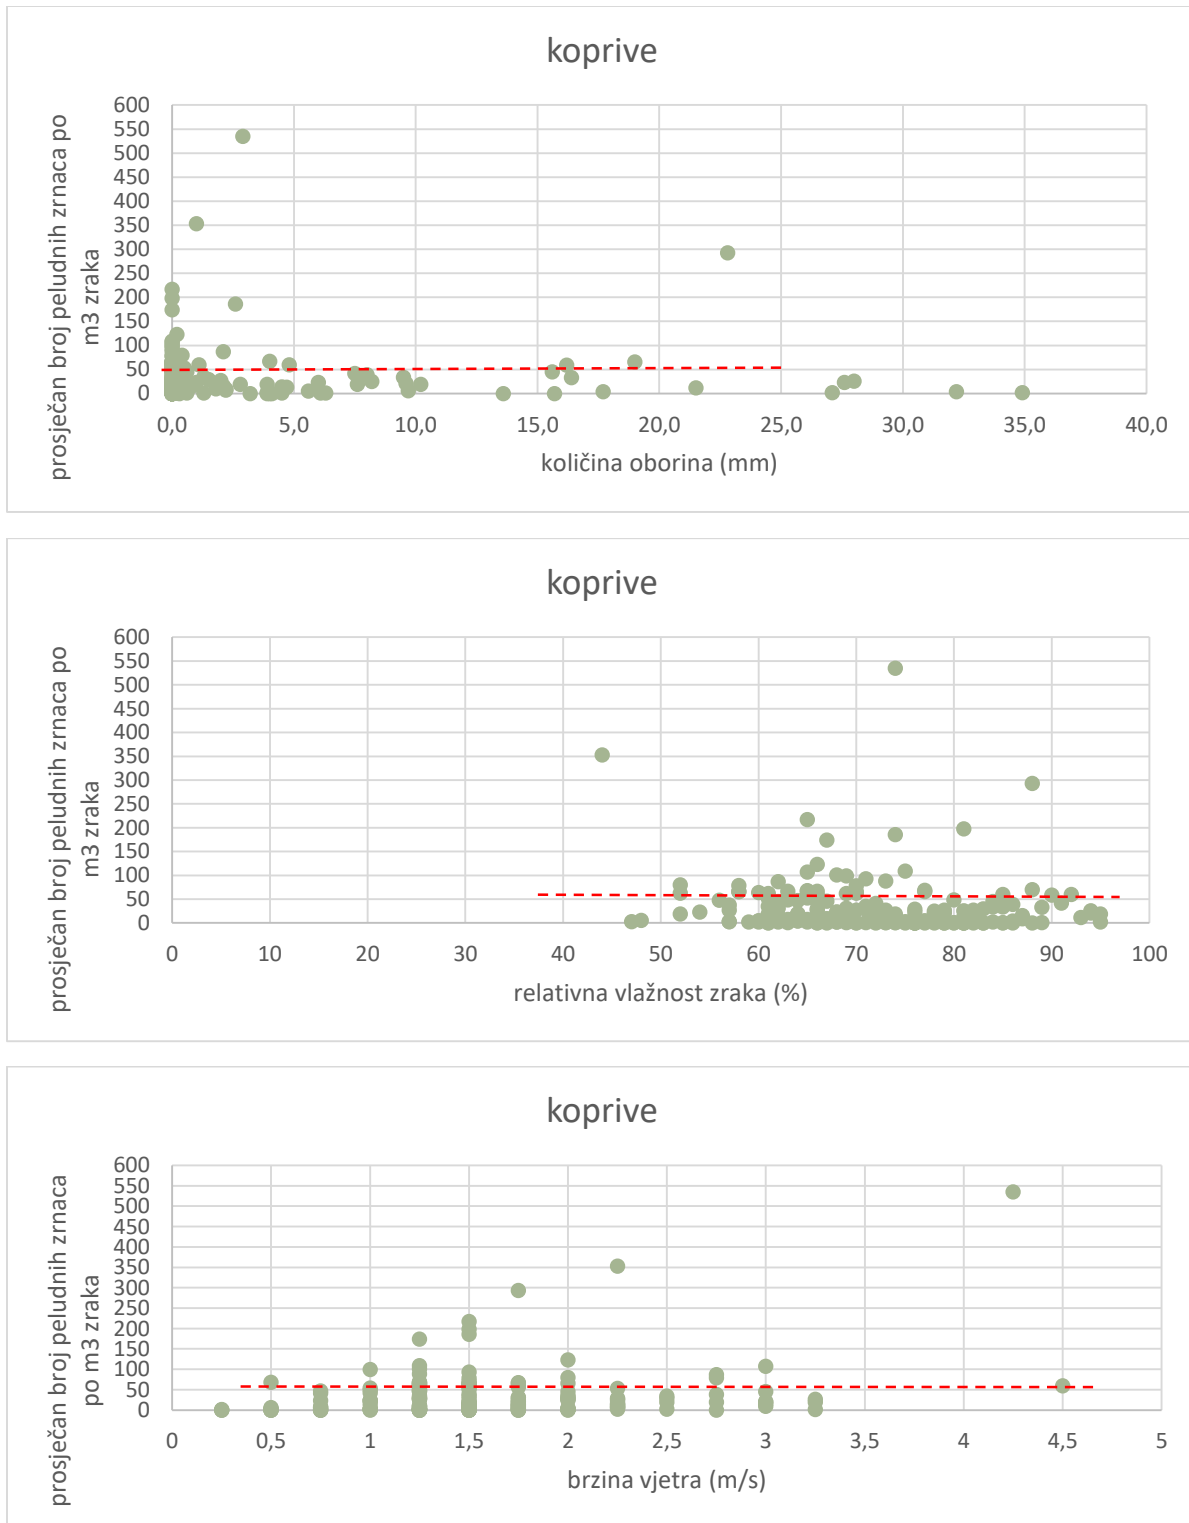 koprive
prosječan broj peludnih zrnaca po
m3 zraka
600
550
500
450
400
350
300
250
200
150
100
50
0
0,0 5,0 10,0 15,0 20,0 25,0 30,0 35,0 40,0
količina oborina (mm)
koprive
prosječan broj peludnih zrnaca po
m3 zraka
600
550
500
450
400
350
300
250
200
150
100
50
0
0 10 20 30 40 50 60 70 80 90 100
relativna vlažnost zraka (%)
koprive
prosječan broj peludnih zrnaca
po m3 zraka
600
550
500
450
400
350
300
250
200
150
100
50
0
0 0,5 1 1,5 2 2,5 3 3,5 4 4,5 5
brzina vjetra (m/s)